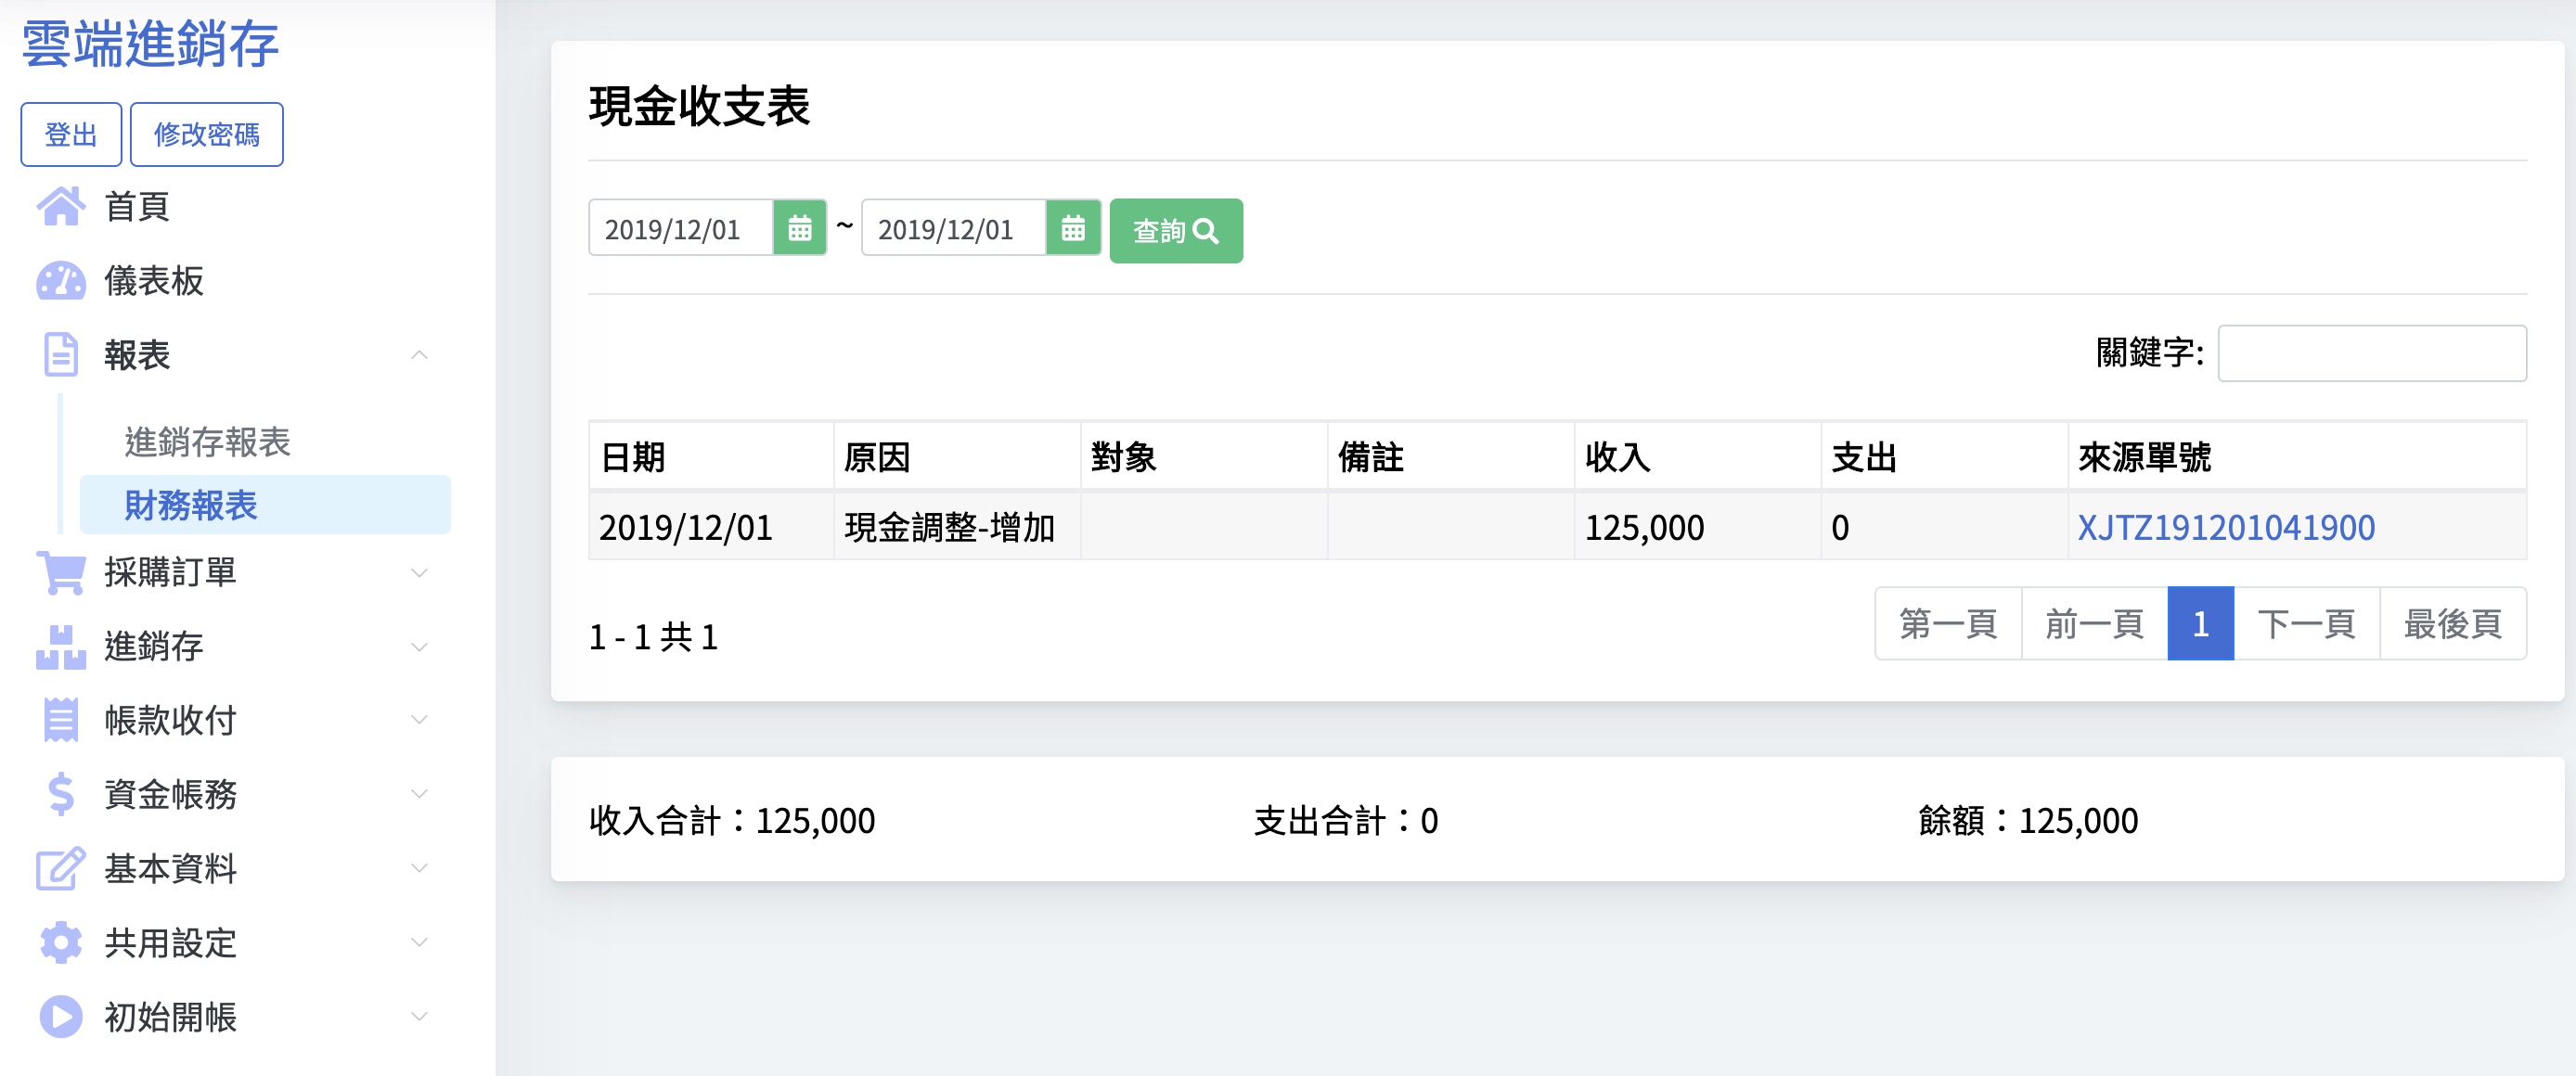 雲端進銷存
登出 修改密碼
首頁
儀表板
報表
進銷存報表
財務報表
採購訂單
進銷存
帳款收付
資金帳務
基本資料
共用設定
初始開帳
現金收支表
2019/12/01 ~ 2019/12/01 查詢
關鍵字:
日期 原因 對象 備註 收入 支出 來源單號
2019/12/01 現金調整-增加 125,000 0 XJTZ191201041900
1 - 1 共 1
第一頁 前一頁 1 下一頁 最後頁
收入合計：125,000 支出合計：0 餘額：125,000